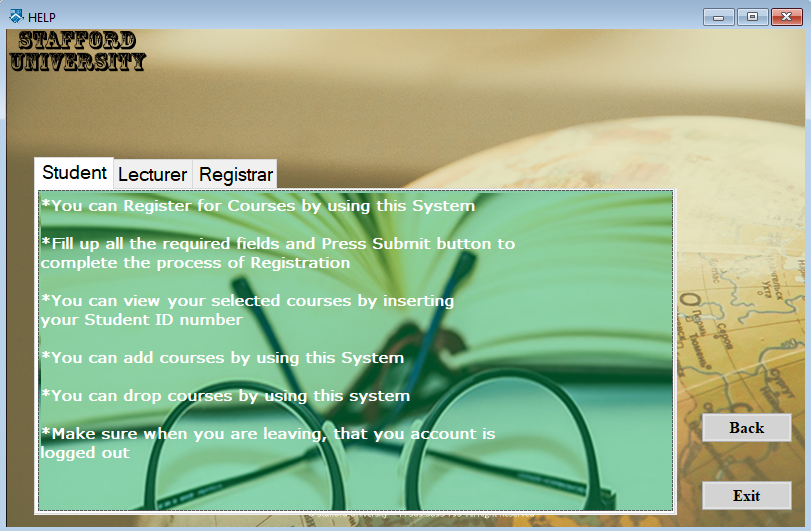 HELP
STAFFORD
UNIVERSITY
Student Lecturer Registrar
*You can Register for Courses by using this System
*Fill up all the required fields and Press Submit button to
complete the process of Registration
*You can view your selected courses by inserting
your Student ID number
*You can add courses by using this System
*You can drop courses by using this system
*Make sure when you are leaving, that you account is
logged out
Back
Exit